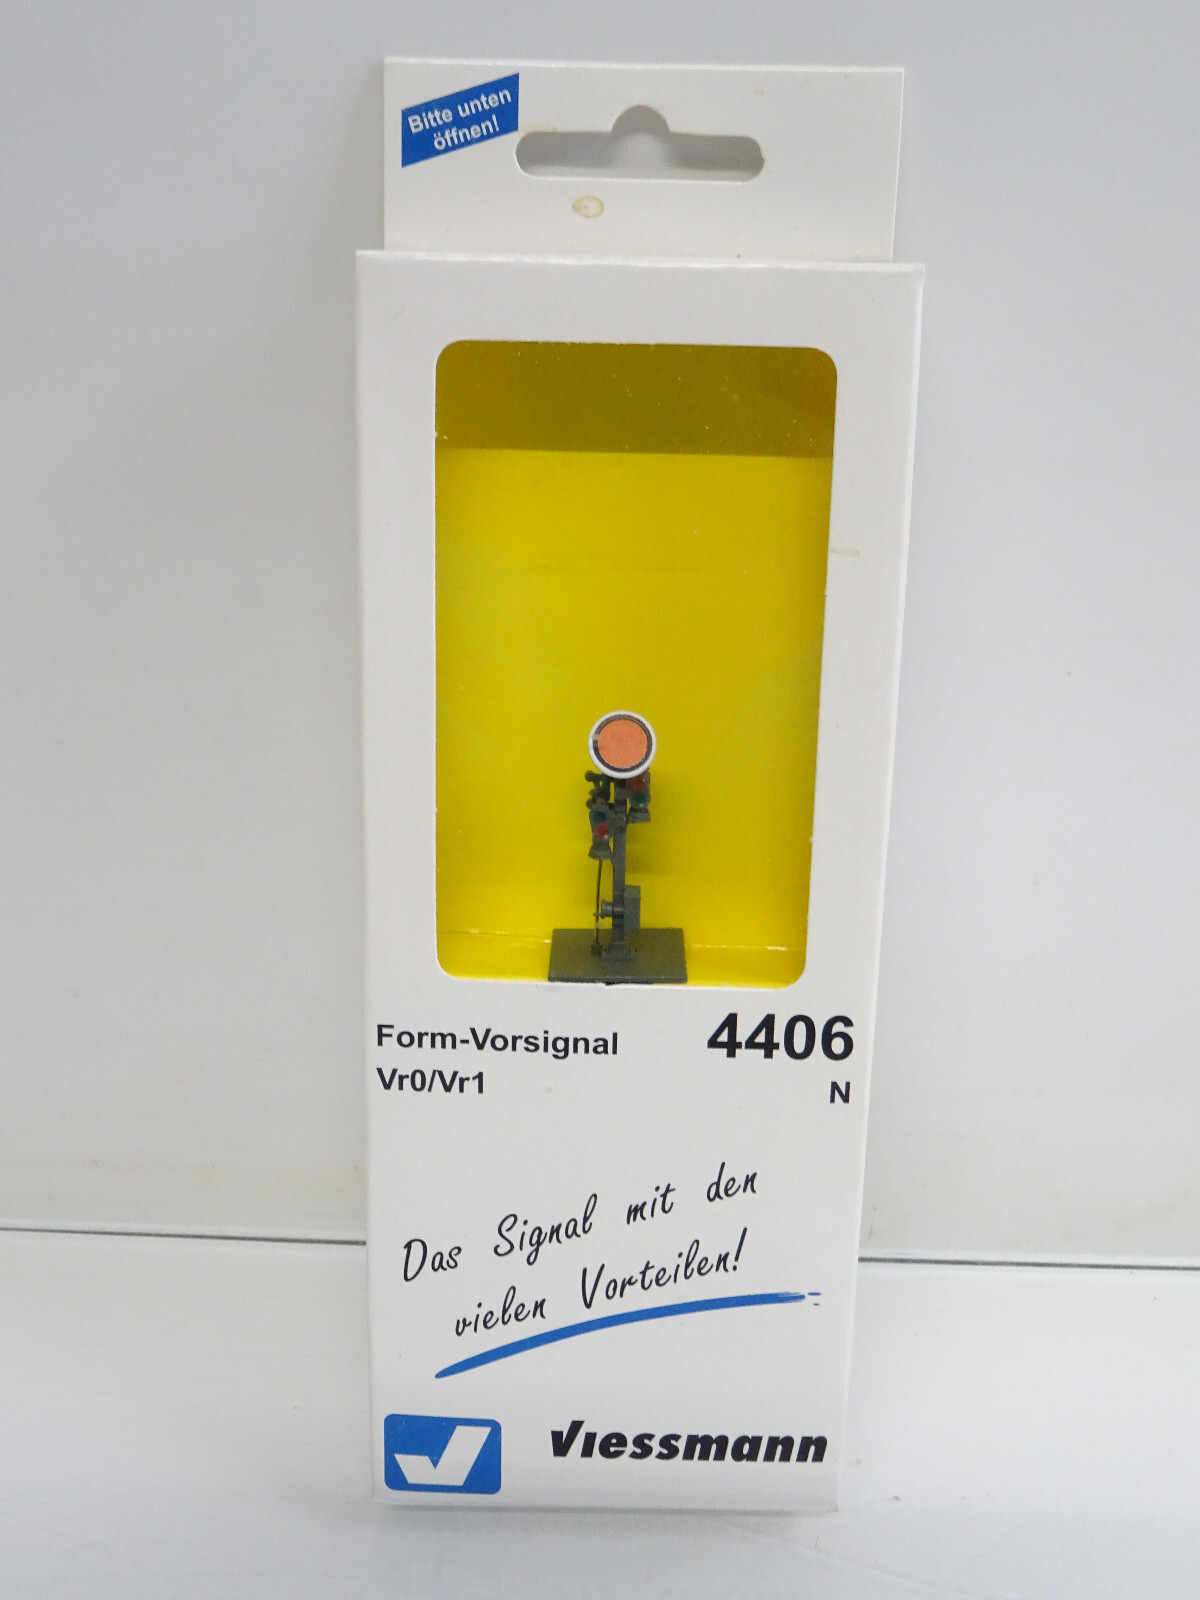 Bitte unten
öffnen!
Form-Vorsignal
Vr0/Vr1
4406
N
Das Signal mit den
vielen Vorteilen!
Viessmann